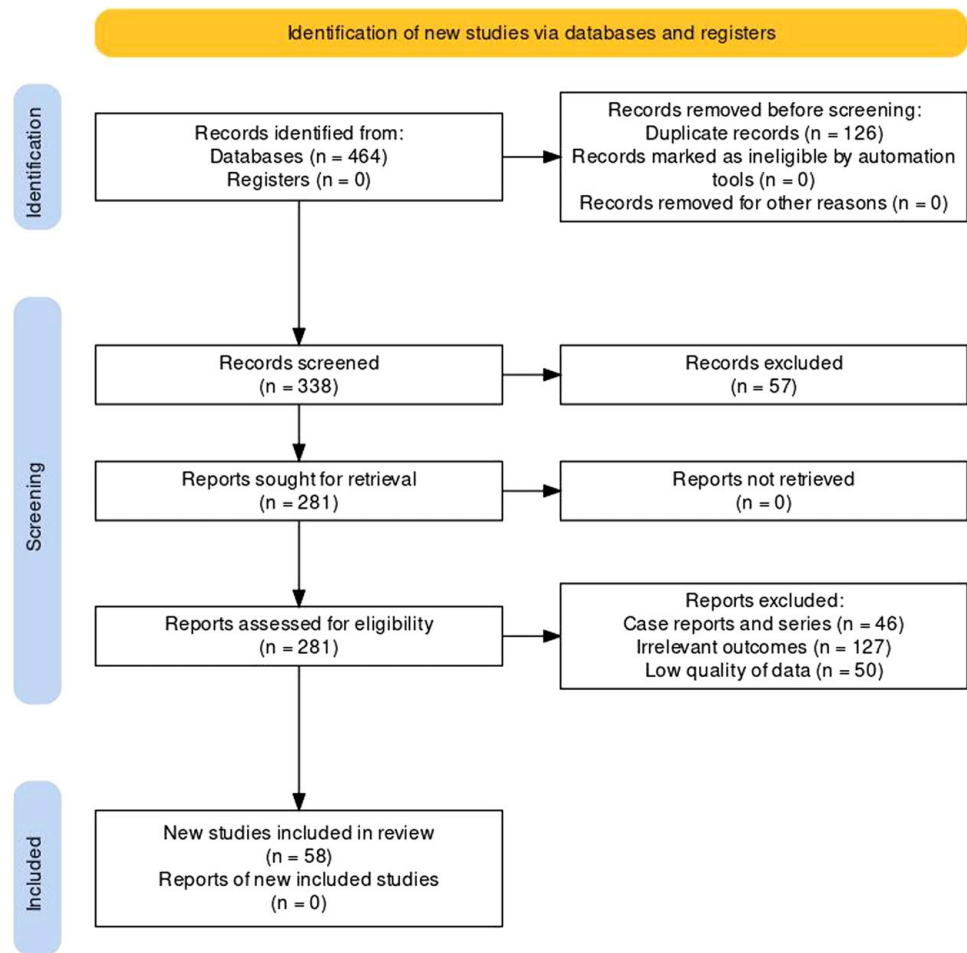 Identification of new studies via databases and registers
Identification
Records identified from:
Databases (n = 464)
Registers (n = 0)
Records removed before screening:
Duplicate records (n = 126)
Records marked as ineligible by automation
tools (n = 0)
Records removed for other reasons (n = 0)
Screening
Records screened
(n = 338)
Records excluded
(n = 57)
Reports sought for retrieval
(n = 281)
Reports not retrieved
(n = 0)
Reports assessed for eligibility
(n = 281)
Reports excluded:
Case reports and series (n = 46)
Irrelevant outcomes (n = 127)
Low quality of data (n = 50)
Included
New studies included in review
(n = 58)
Reports of new included studies
(n = 0)